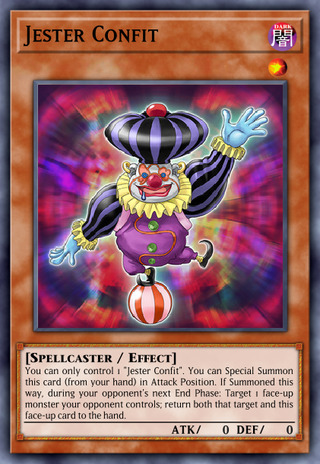 Jester Confit
DARK
闇
[Spellcaster / Effect]
You can only control 1 "Jester Confit". You can Special Summon
this card (from your hand) in Attack Position. If Summoned this
way, during your opponent's next End Phase: Target 1 face-up
monster your opponent controls; return both that target and this
face-up card to the hand.
ATK/ 0 DEF/ 0